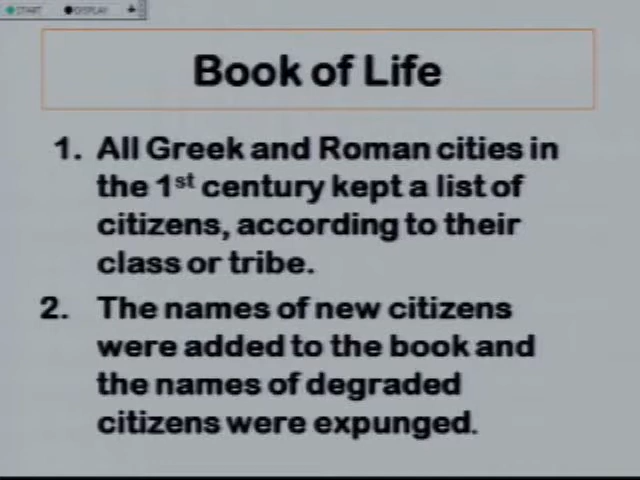 START DISPLAY
Book of Life
1. All Greek and Roman cities in
the 1st century kept a list of
citizens, according to their
class or tribe.
2. The names of new citizens
were added to the book and
the names of degraded
citizens were expunged.